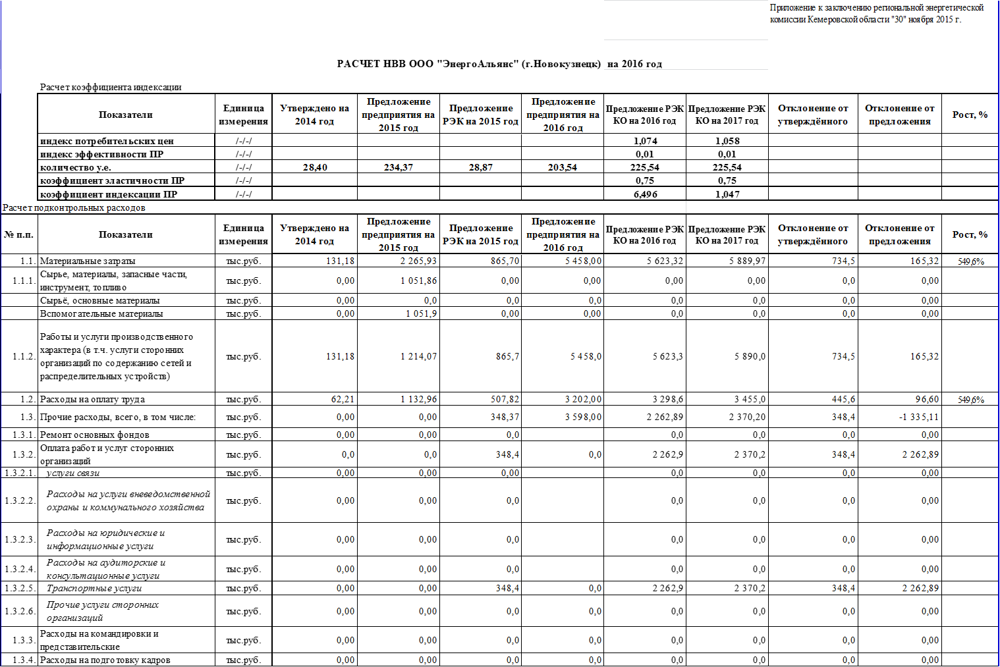 Приложение к заключению региональной энергетической
комиссии Кемеровской области "30" ноября 2015 г.
РАСЧЕТ НВВ ООО "ЭнергоАльянс" (г.Новокузнецк) на 2016 год
Расчет коэффициента индексации
Показатели Единица измерения Утверждено на 2014 год Предложение предприятия на 2015 год Предложение РЭК на 2015 год Предложение предприятия на 2016 год Предложение РЭК КО на 2016 год Предложение РЭК КО на 2017 год Отклонение от утверждённого Отклонение от предложения Рост, %
индекс потребительских цен /-/-/ 1,074 1,058
индекс эффективности ПР /-/-/ 0,01 0,01
количество у.е. /-/-/ 28,40 234,37 28,87 203,54 225,54 225,54
коэффициент эластичности ПР /-/-/ 0,75 0,75
коэффициент индексации ПР /-/-/ 6,496 1,047
Расчет подконтрольных расходов
№ п.п. Показатели Единица измерения Утверждено на 2014 год Предложение предприятия на 2015 год Предложение РЭК на 2015 год Предложение предприятия на 2016 год Предложение РЭК КО на 2016 год Предложение РЭК КО на 2017 год Отклонение от утверждённого Отклонение от предложения Рост, %
1.1. Материальные затраты тыс.руб. 131,18 2 265,93 865,70 5 458,00 5 623,32 5 889,97 734,5 165,32 549,6%
1.1.1. Сырье, материалы, запасные части, инструмент, топливо тыс.руб. 0,00 1 051,86 0,00 0,00 0,00 0,00 0,0 0,00
Сырьё, основные материалы тыс.руб. 0,00 0,0 0,0 0,0 0,0 0,0 0,0 0,00
Вспомогательные материалы тыс.руб. 0,00 1 051,9 0,00 0,00 0,0 0,0 0,0 0,00
1.1.2. Работы и услуги производственного характера (в т.ч. услуги сторонних организаций по содержанию сетей и распределительных устройств) тыс.руб. 131,18 1 214,07 865,7 5 458,0 5 623,3 5 890,0 734,5 165,32
1.2. Расходы на оплату труда тыс.руб. 62,21 1 132,96 507,82 3 202,00 3 298,6 3 455,0 445,6 96,60 549,6%
1.3. Прочие расходы, всего, в том числе: тыс.руб. 0,00 0,00 348,37 3 598,00 2 262,89 2 370,20 348,4 -1 335,11
1.3.1. Ремонт основных фондов тыс.руб. 0,00 0,00 0,0 0,0 0,0 0,0 0,00
1.3.2. Оплата работ и услуг сторонних организаций тыс.руб. 0,0 0,0 348,4 0,0 2 262,9 2 370,2 348,4 2 262,89
1.3.2.1. услуги связи тыс.руб. 0,00 0,00 0,00 0,0 0,0 0,0 0,00
1.3.2.2. Расходы на услуги вневедомственной охраны и коммунального хозяйства тыс.руб. 0,00 0,00 0,0 0,0 0,0 0,0 0,00
1.3.2.3. Расходы на юридические и информационные услуги тыс.руб. 0,00 0,00 0,0 0,0 0,0 0,0 0,00
1.3.2.4. Расходы на аудиторские и консультационные услуги тыс.руб. 0,00 0,00 0,0 0,0 0,0 0,0 0,00
1.3.2.5. Транспортные услуги тыс.руб. 0,00 0,00 348,4 0,0 2 262,9 2 370,2 348,4 2 262,89
1.3.2.6. Прочие услуги сторонних организаций тыс.руб. 0,00 0,00 0,0 0,0 0,0 0,0 0,0 0,00
1.3.3. Расходы на командировки и представительские тыс.руб. 0,00 0,00 0,0 0,0 0,0 0,0 0,0 0,00
1.3.4. Расходы на подготовку кадров тыс.руб. 0,00 0,00 0,0 0,0 0,0 0,0 0,0 0,00